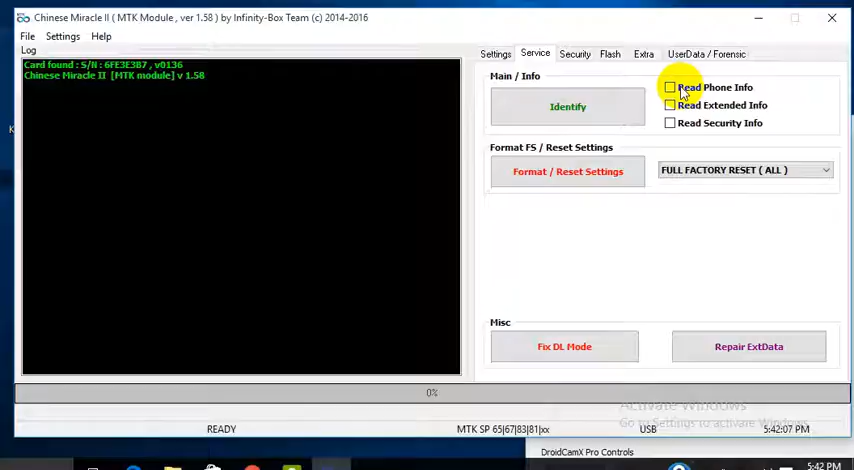 Chinese Miracle II ( MTK Module , ver 1.58 ) by Infinity-Box Team (c) 2014-2016
File Settings Help
Log
Card found : S/N : 6FE3E3B7 , v0136
Chinese Miracle II [MTK module] v 1.58
Settings Service Security Flash Extra UserData / Forensic
Main / Info
Identify
Read Phone Info
Read Extended Info
Read Security Info
Format FS / Reset Settings
Format / Reset Settings
FULL FACTORY RESET ( ALL )
Misc
Fix DL Mode
Repair ExtData
0%
Activate Windows
Go to Settings to activate Windows.
READY MTK SP 65|67|83|81|xx USB 5:42:07 PM
DroidCamX Pro Controls
5:42 PM
K